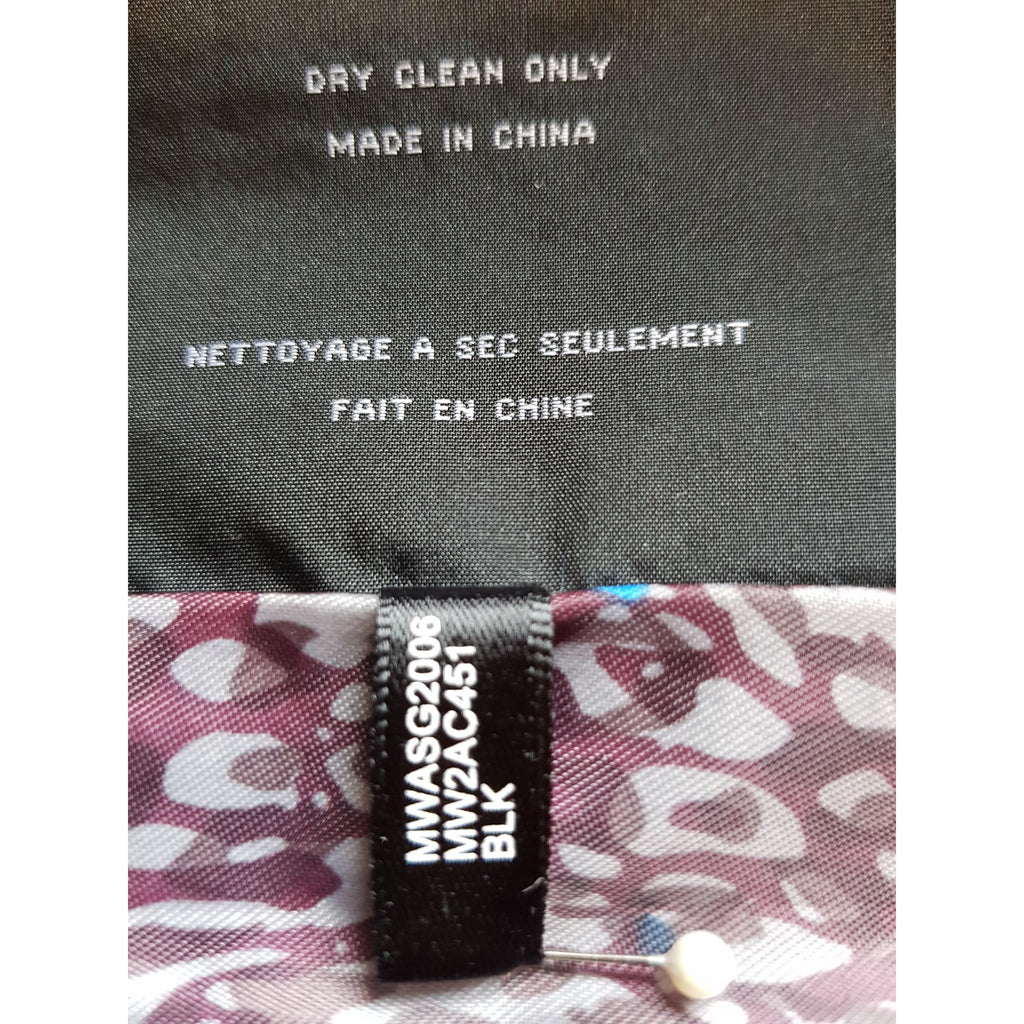 DRY CLEAN ONLY
MADE IN CHINA
NETTOYAGE A SEC SEULEMENT
FAIT EN CHINE
MWASG2006
MW2AC451
BLK